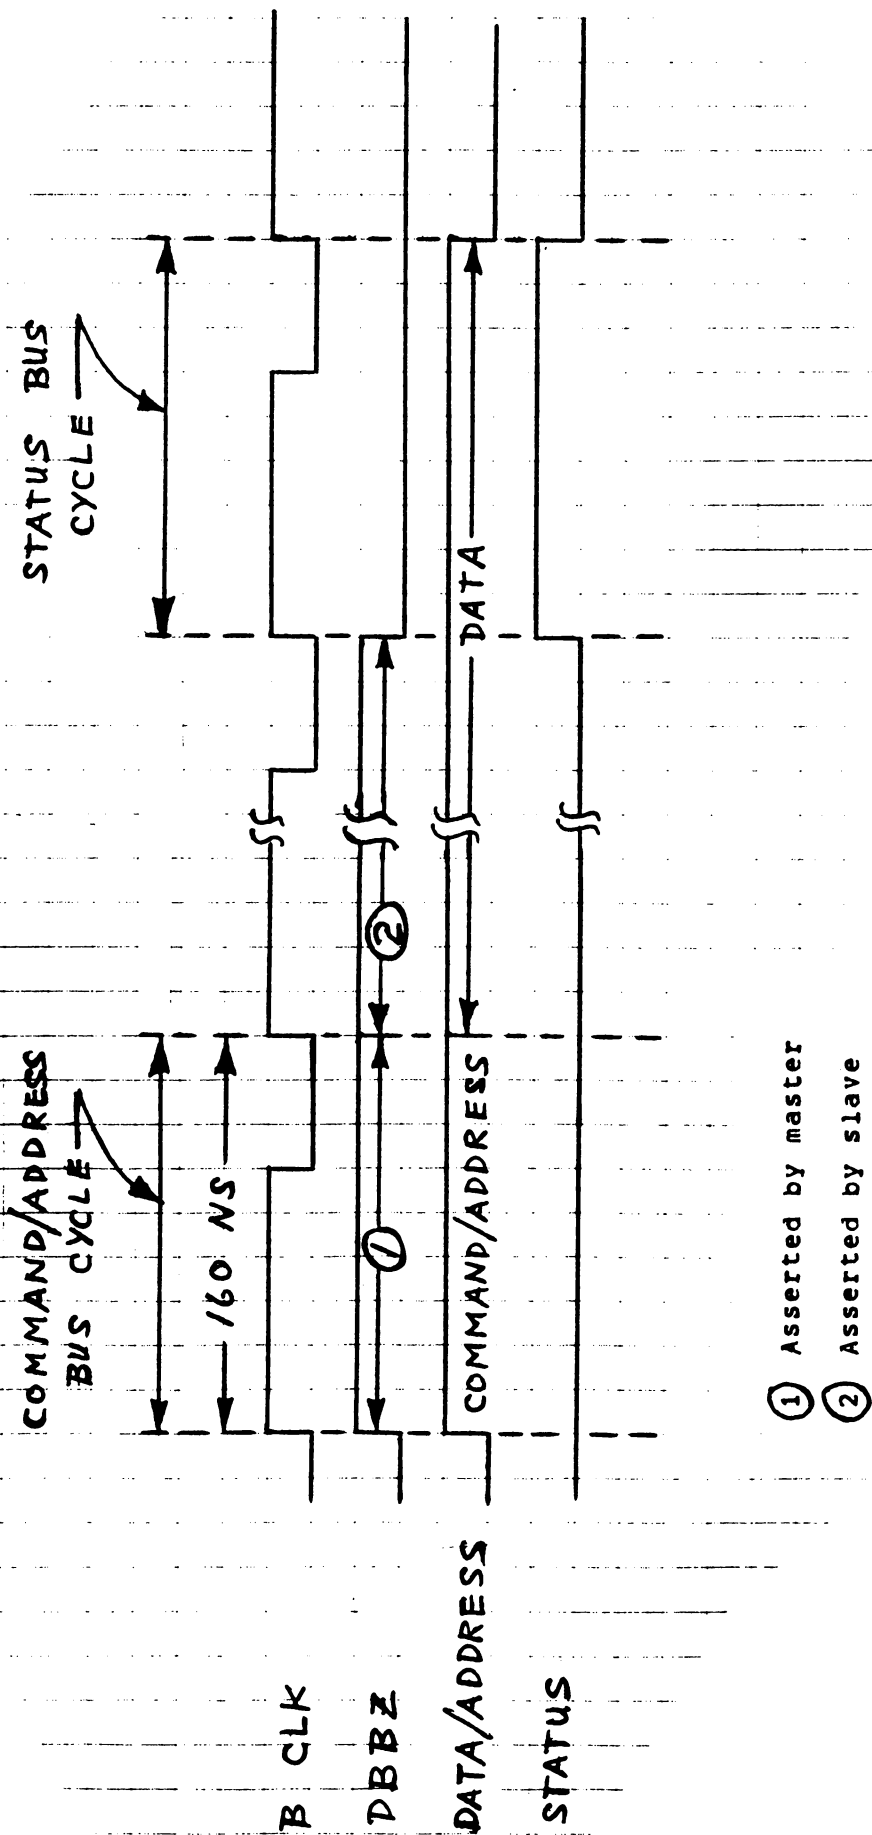 COMMAND/ADDRESS
BUS CYCLE
STATUS BUS
CYCLE
160 NS
B CLK
DBBZ
①
②
DATA/ADDRESS
COMMAND/ADDRESS
DATA
STATUS
① Asserted by master
② Asserted by slave